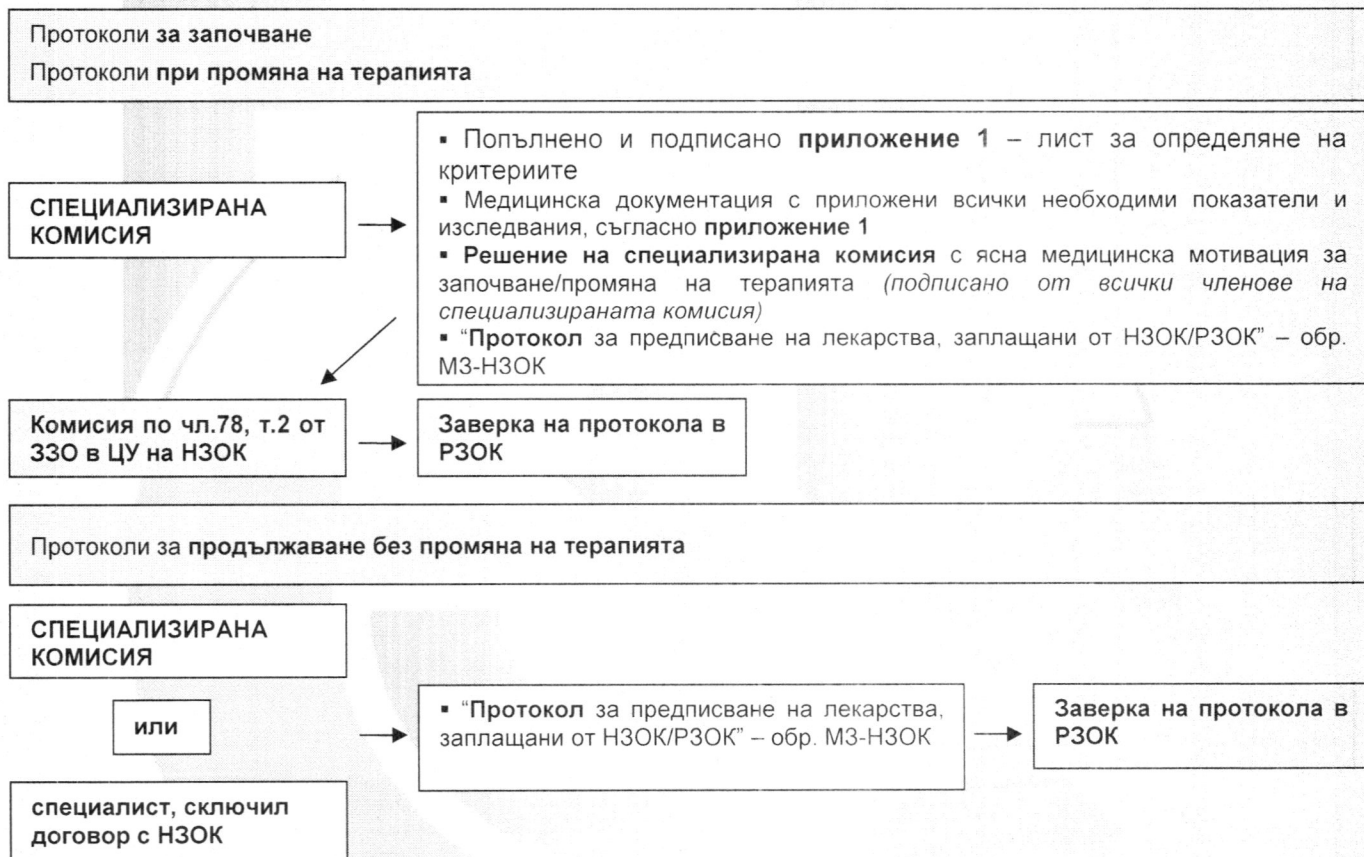 Протоколи за започване
Протоколи при промяна на терапията
СПЕЦИАЛИЗИРАНА
КОМИСИЯ
▪ Попълнено и подписано приложение 1 – лист за определяне на
критериите
▪ Медицинска документация с приложени всички необходими показатели и
изследвания, съгласно приложение 1
▪ Решение на специализирана комисия с ясна медицинска мотивация за
започване/промяна на терапията (подписано от всички членове на
специализираната комисия)
▪ “Протокол за предписване на лекарства, заплащани от НЗОК/РЗОК” – обр.
МЗ-НЗОК
Комисия по чл.78, т.2 от
ЗЗО в ЦУ на НЗОК
Заверка на протокола в
РЗОК
Протоколи за продължаване без промяна на терапията
СПЕЦИАЛИЗИРАНА
КОМИСИЯ
или
специалист, сключил
договор с НЗОК
▪ “Протокол за предписване на лекарства,
заплащани от НЗОК/РЗОК” – обр. МЗ-НЗОК
Заверка на протокола в
РЗОК